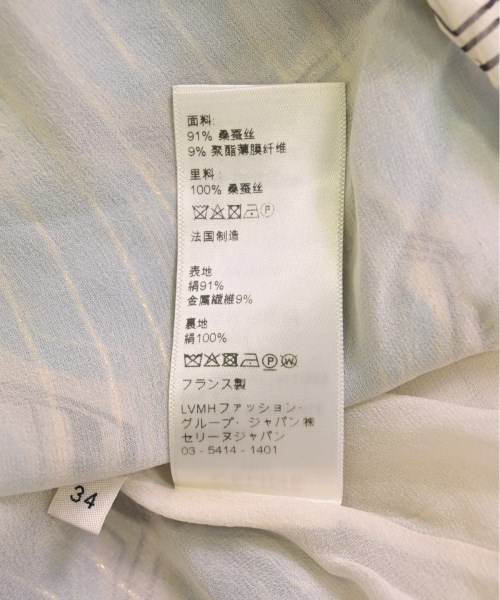 面料:
91% 桑蚕丝
9% 聚酯薄膜纤维
里料:
100% 桑蚕丝
P
法国制造
表地
絹91%
金属繊維9%
裏地
絹100%
P W
フランス製
LVMHファッション・
グループ・ジャパン㈱
セリーヌジャパン
03 - 5414 - 1401
34